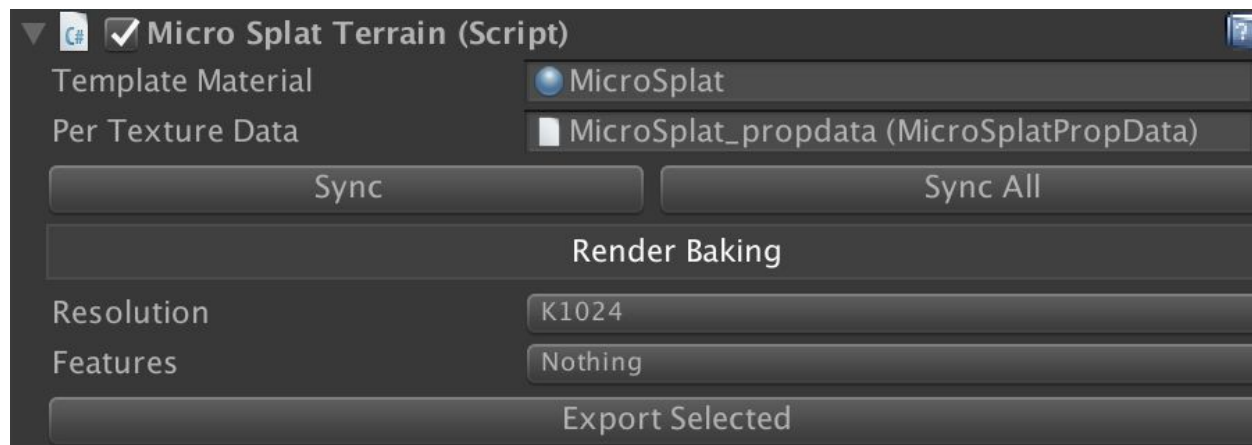 C# Micro Splat Terrain (Script) ?
Template Material MicroSplat
Per Texture Data MicroSplat_propdata (MicroSplatPropData)
Sync Sync All
Render Baking
Resolution K1024
Features Nothing
Export Selected